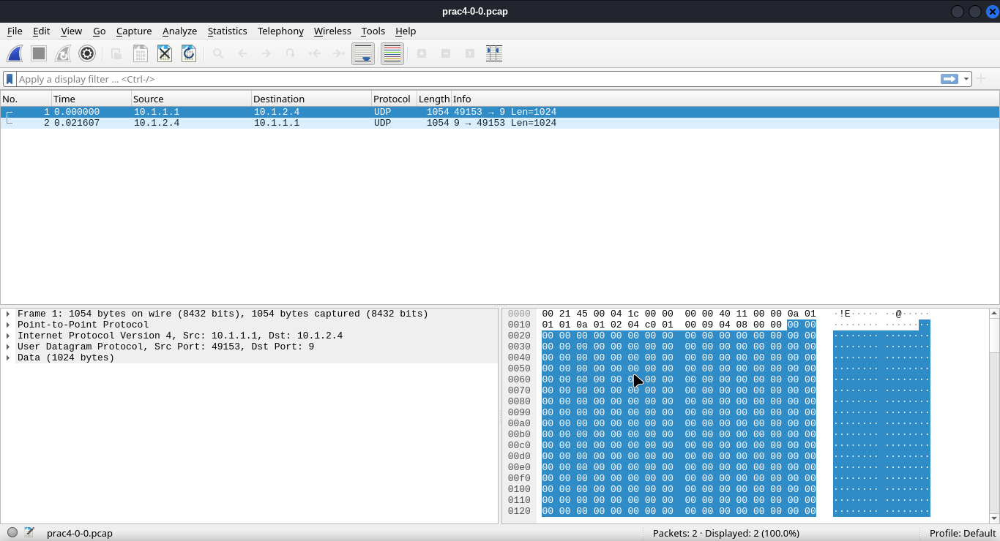 prac4-0-0.pcap
File Edit View Go Capture Analyze Statistics Telephony Wireless Tools Help
Apply a display filter ... <Ctrl-/>
No. Time Source Destination Protocol Length Info
1 0.000000 10.1.1.1 10.1.2.4 UDP 1054 49153 → 9 Len=1024
2 0.021607 10.1.2.4 10.1.1.1 UDP 1054 9 → 49153 Len=1024
Frame 1: 1054 bytes on wire (8432 bits), 1054 bytes captured (8432 bits)
Point-to-Point Protocol
Internet Protocol Version 4, Src: 10.1.1.1, Dst: 10.1.2.4
User Datagram Protocol, Src Port: 49153, Dst Port: 9
Data (1024 bytes)
0000 00 21 45 00 04 1c 00 00 00 00 40 11 00 00 0a 01 ·!E····· ··@·····
0010 01 01 0a 01 02 04 c0 01 00 09 04 08 00 00 00 00 ········ ········
0020 00 00 00 00 00 00 00 00 00 00 00 00 00 00 00 00 ········ ········
0030 00 00 00 00 00 00 00 00 00 00 00 00 00 00 00 00 ········ ········
0040 00 00 00 00 00 00 00 00 00 00 00 00 00 00 00 00 ········ ········
0050 00 00 00 00 00 00 00 00 00 00 00 00 00 00 00 00 ········ ········
0060 00 00 00 00 00 00 00 00 00 00 00 00 00 00 00 00 ········ ········
0070 00 00 00 00 00 00 00 00 00 00 00 00 00 00 00 00 ········ ········
0080 00 00 00 00 00 00 00 00 00 00 00 00 00 00 00 00 ········ ········
0090 00 00 00 00 00 00 00 00 00 00 00 00 00 00 00 00 ········ ········
00a0 00 00 00 00 00 00 00 00 00 00 00 00 00 00 00 00 ········ ········
00b0 00 00 00 00 00 00 00 00 00 00 00 00 00 00 00 00 ········ ········
00c0 00 00 00 00 00 00 00 00 00 00 00 00 00 00 00 00 ········ ········
00d0 00 00 00 00 00 00 00 00 00 00 00 00 00 00 00 00 ········ ········
00e0 00 00 00 00 00 00 00 00 00 00 00 00 00 00 00 00 ········ ········
00f0 00 00 00 00 00 00 00 00 00 00 00 00 00 00 00 00 ········ ········
0100 00 00 00 00 00 00 00 00 00 00 00 00 00 00 00 00 ········ ········
0110 00 00 00 00 00 00 00 00 00 00 00 00 00 00 00 00 ········ ········
0120 00 00 00 00 00 00 00 00 00 00 00 00 00 00 00 00 ········ ········
prac4-0-0.pcap Packets: 2 · Displayed: 2 (100.0%) Profile: Default